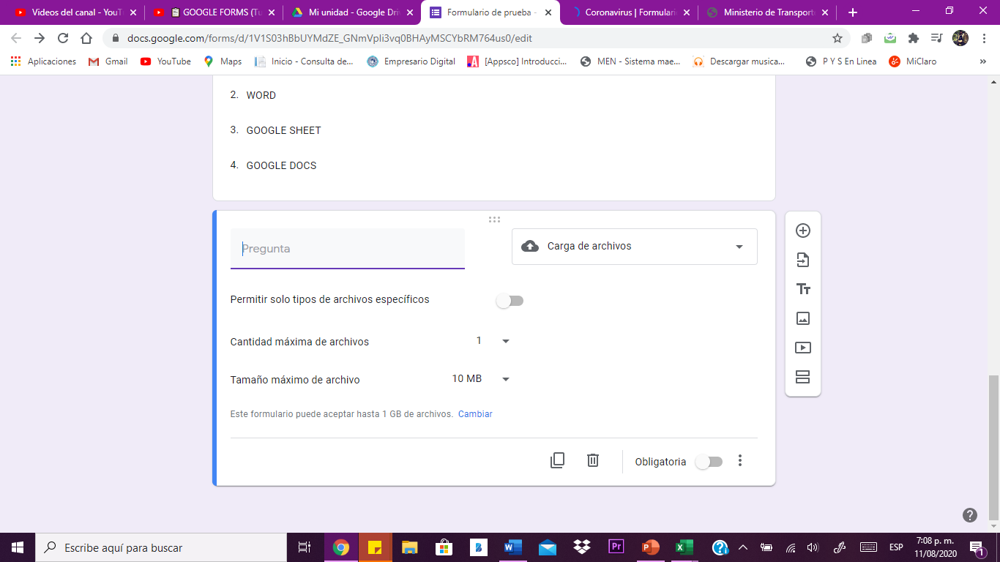 Videos del canal - YouT
GOOGLE FORMS (Tu
Mi unidad - Google Dri
Formulario de prueba -
Coronavirus | Formulari
Ministerio de Transport
docs.google.com/forms/d/1V1S03hBbUYMdZE_GNmVpIi3vq0BHAyMSCYbRM764us0/edit
Aplicaciones
Gmail
YouTube
Maps
Inicio - Consulta de...
Empresario Digital
[Appsco] Introducci...
MEN - Sistema mae...
Descargar musica...
P Y S En Linea
MiClaro
»
2. WORD
3. GOOGLE SHEET
4. GOOGLE DOCS
Pregunta
Carga de archivos
Permitir solo tipos de archivos específicos
Cantidad máxima de archivos 1
Tamaño máximo de archivo 10 MB
Este formulario puede aceptar hasta 1 GB de archivos. Cambiar
Obligatoria
Escribe aquí para buscar
ESP
7:08 p. m.
11/08/2020
1